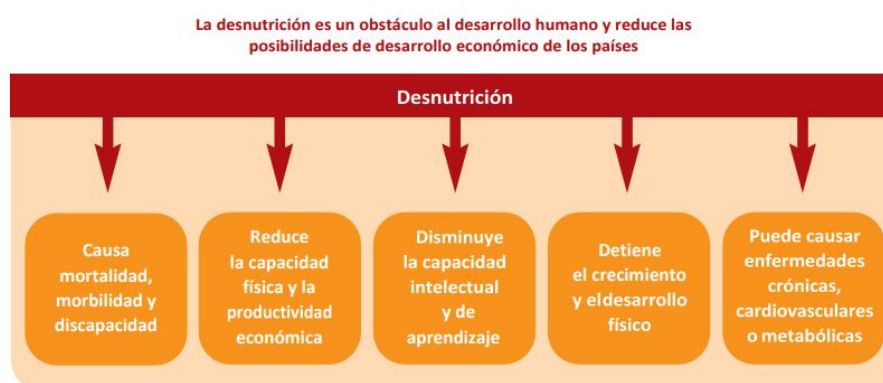 La desnutrición es un obstáculo al desarrollo humano y reduce las
posibilidades de desarrollo económico de los países
Desnutrición
Causa
mortalidad,
morbilidad y
discapacidad
Reduce
la capacidad
física y la
productividad
económica
Disminuye
la capacidad
intelectual
y de
aprendizaje
Detiene
el crecimiento
y eldesarrollo
físico
Puede causar
enfermedades
crónicas,
cardiovasculares
o metabólicas